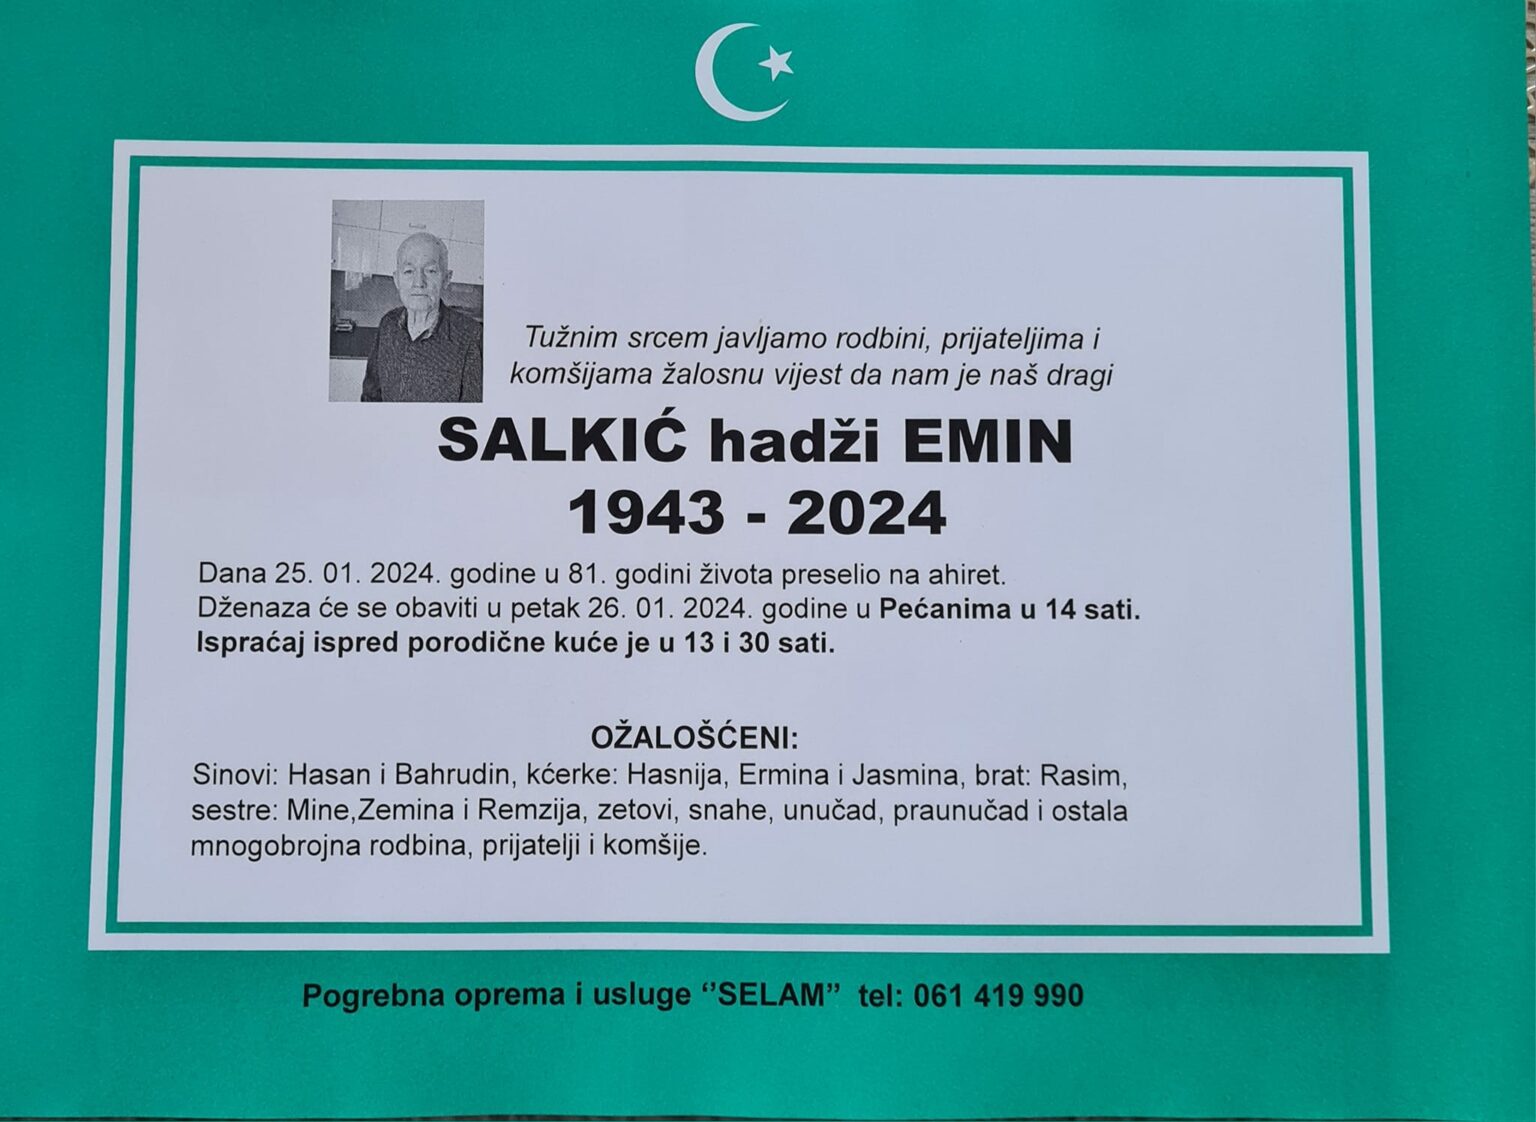 Tužnim srcem javljamo rodbini, prijateljima i
komšijama žalosnu vijest da nam je naš dragi
SALKIĆ hadži EMIN
1943 - 2024
Dana 25. 01. 2024. godine u 81. godini života preselio na ahiret.
Dženaza će se obaviti u petak 26. 01. 2024. godine u Pećanima u 14 sati.
Ispraćaj ispred porodične kuće je u 13 i 30 sati.
OŽALOŠĆENI:
Sinovi: Hasan i Bahrudin, kćerke: Hasnija, Ermina i Jasmina, brat: Rasim,
sestre: Mine,Zemina i Remzija, zetovi, snahe, unučad, praunučad i ostala
mnogobrojna rodbina, prijatelji i komšije.
Pogrebna oprema i usluge ‘’SELAM’’ tel: 061 419 990